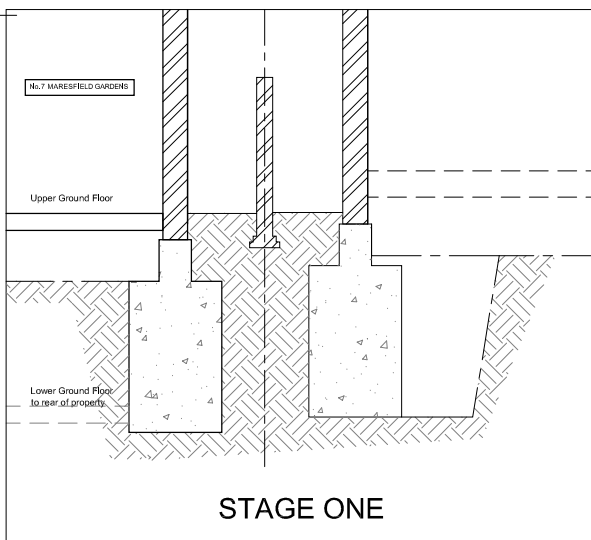 No.7 MARESFIELD GARDENS
Upper Ground Floor
Lower Ground Floor
to rear of property
STAGE ONE